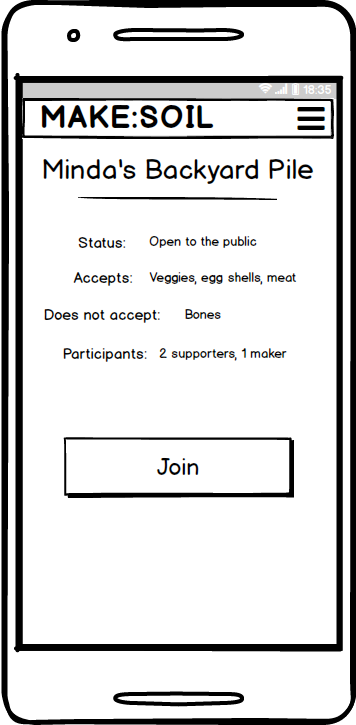 18:35
MAKE:SOIL
Minda's Backyard Pile
Status: Open to the public
Accepts: Veggies, egg shells, meat
Does not accept: Bones
Participants: 2 supporters, 1 maker
Join